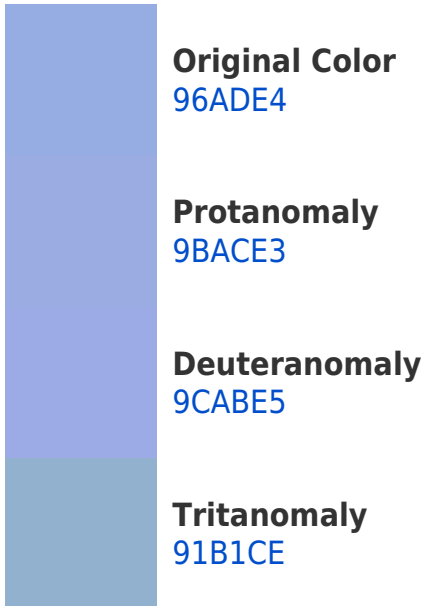 Original Color
96ADE4
Protanomaly
9BACE3
Deuteranomaly
9CABE5
Tritanomaly
91B1CE